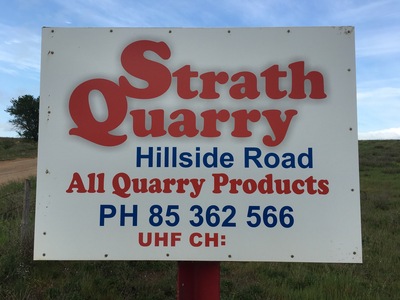 Strath
Quarry
Hillside Road
All Quarry Products
PH 85 362 566
UHF CH: